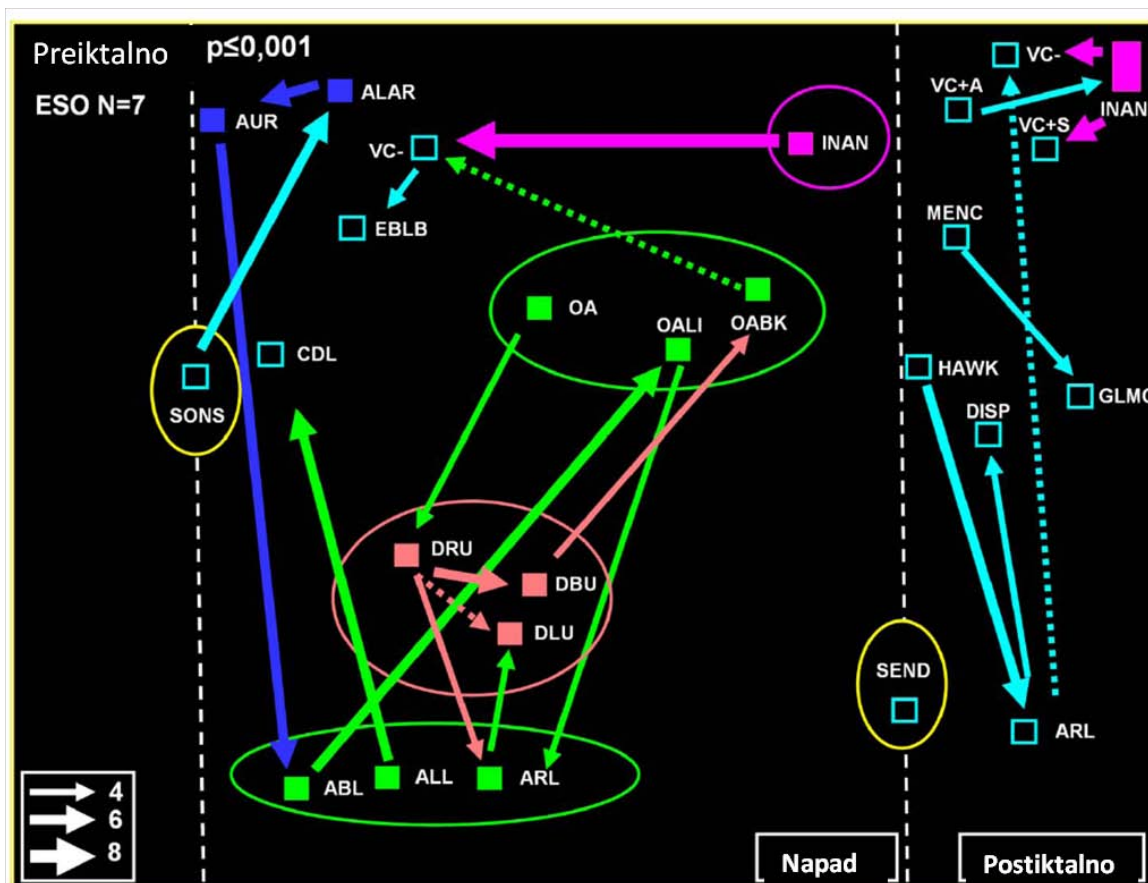 Preiktalno
p≤0,001
ESO N=7
AUR
ALAR
VC-
EBLB
INAN
OA
OALI
OABK
CDL
SONS
DRU
DBU
DLU
ABL
ALL
ARL
4
6
8
Napad
VC-
VC+A
INAN
VC+S
MENC
HAWK
GLMC
DISP
SEND
ARL
Postiktalno